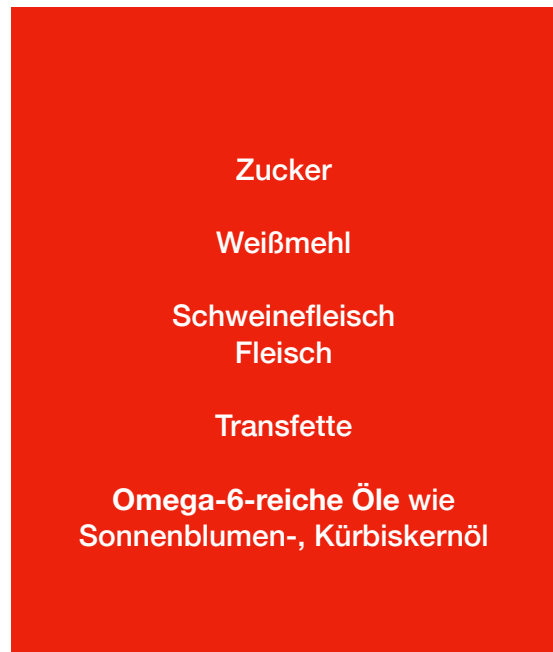 Zucker
Weißmehl
Schweinefleisch
Fleisch
Transfette
Omega-6-reiche Öle wie
Sonnenblumen-, Kürbiskernöl